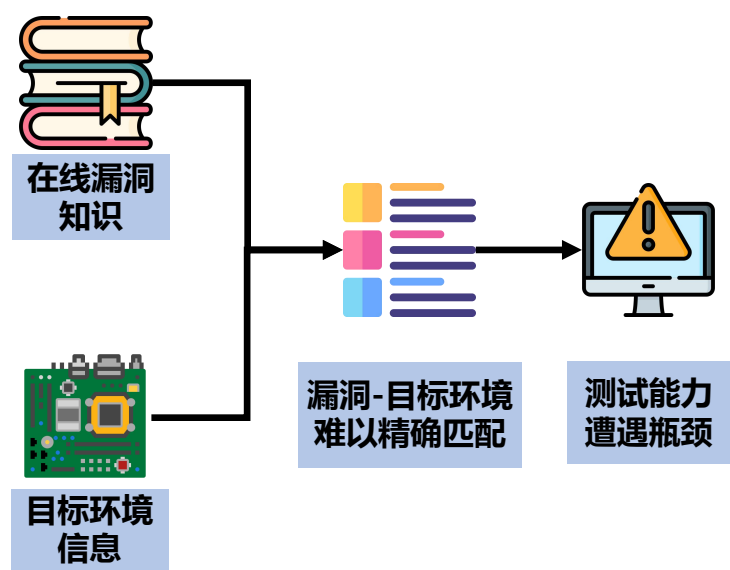 在线漏洞
知识
漏洞-目标环境
难以精确匹配
测试能力
遭遇瓶颈
目标环境
信息